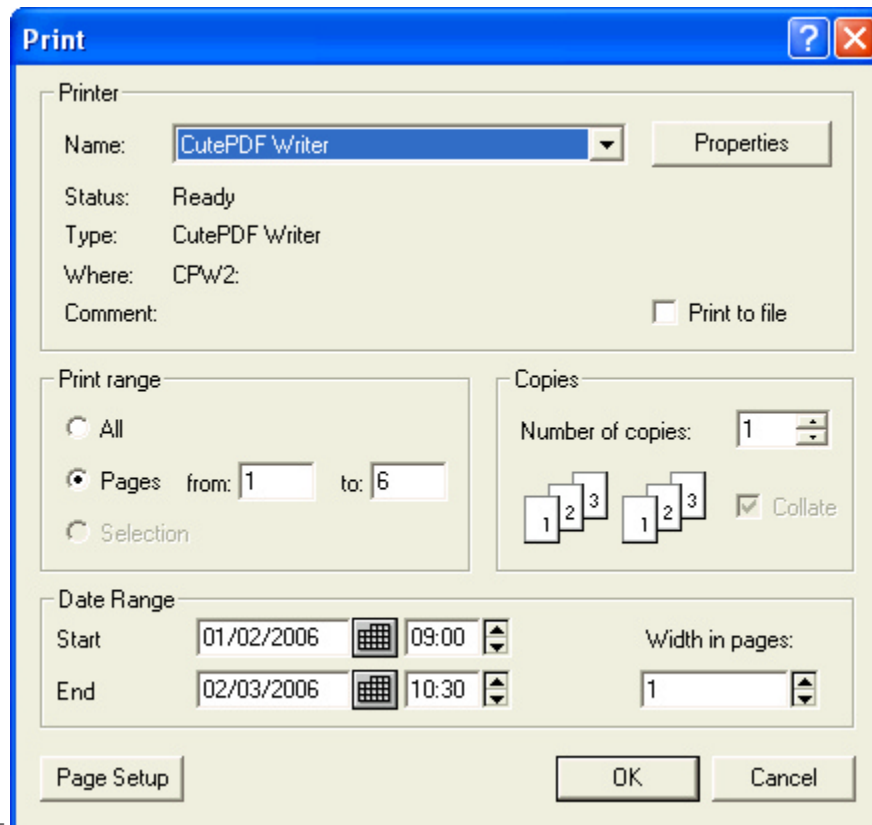 Print
Printer
Name: CutePDF Writer Properties
Status: Ready
Type: CutePDF Writer
Where: CPW2:
Comment: Print to file
Print range Copies
All Number of copies: 1
Pages from: 1 to: 6
1 2 3 1 2 3 Collate
Selection
Date Range
Start 01/02/2006 09:00 Width in pages:
End 02/03/2006 10:30 1
Page Setup OK Cancel